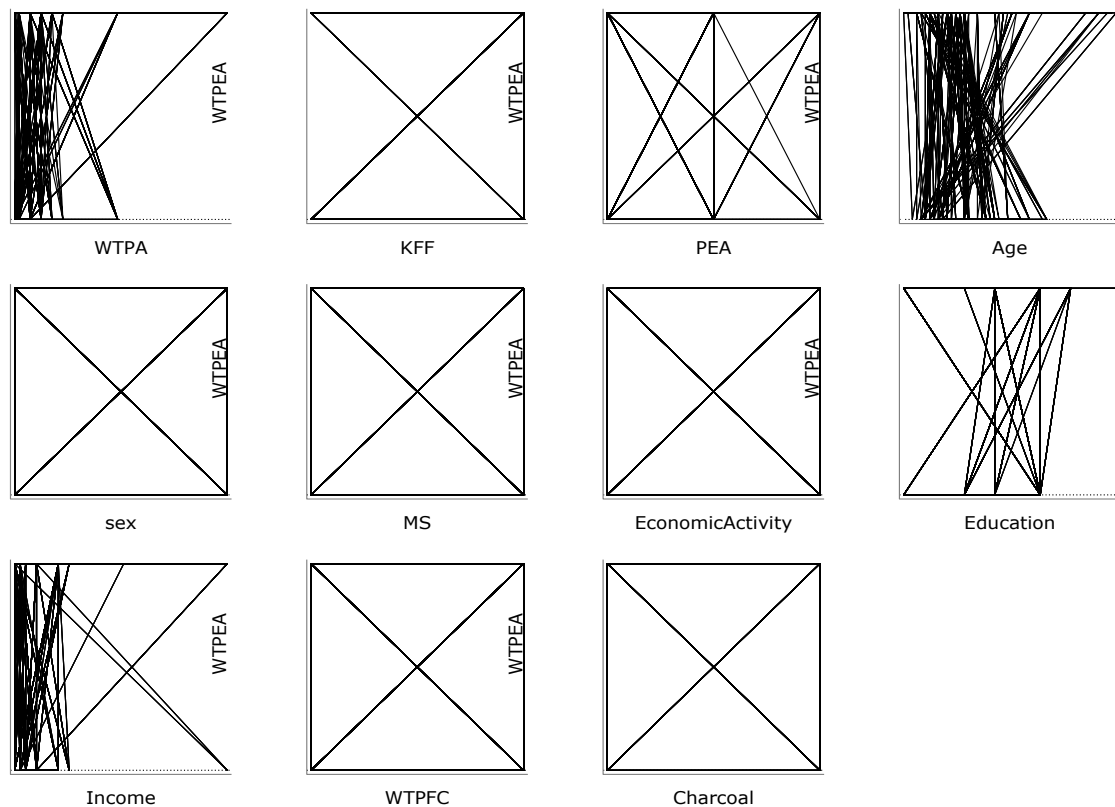 WTPEA
WTPEA
WTPEA
WTPA
KFF
PEA
Age
WTPEA
WTPEA
WTPEA
sex
MS
EconomicActivity
Education
WTPEA
WTPEA
Income
WTPFC
Charcoal